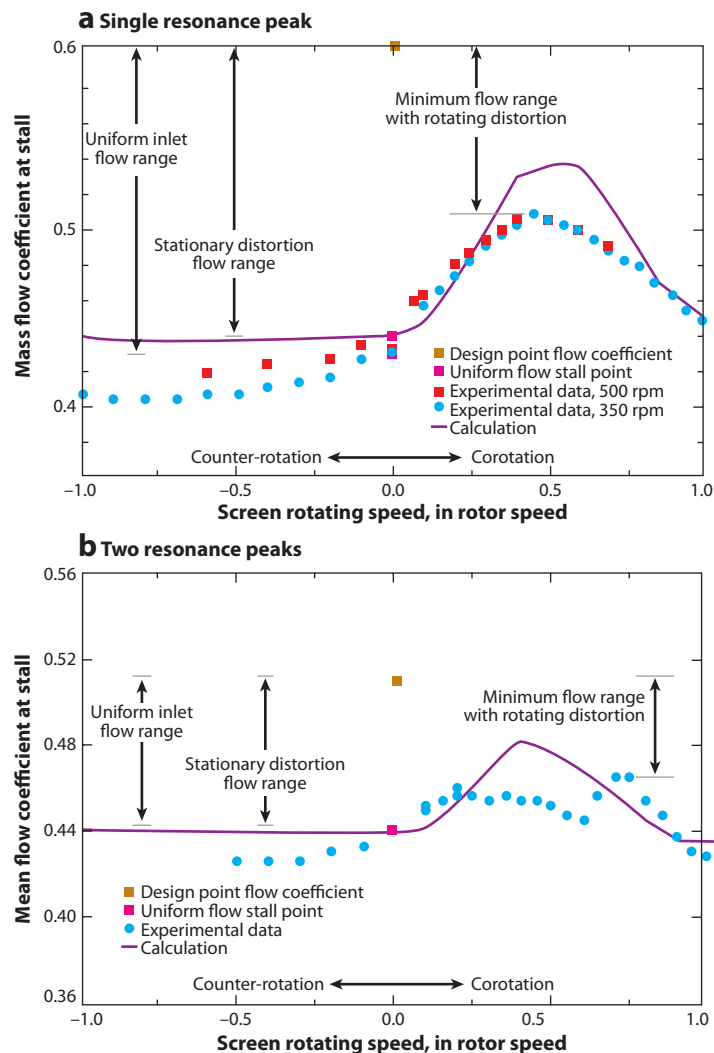 a Single resonance peak
0.6
0.5
0.4
Mass flow coefficient at stall
Uniform inlet
flow range
Stationary distortion
flow range
Minimum flow range
with rotating distortion
Design point flow coefficient
Uniform flow stall point
Experimental data, 500 rpm
Experimental data, 350 rpm
Calculation
Counter-rotation
Corotation
–1.0
–0.5
0.0
0.5
1.0
Screen rotating speed, in rotor speed
b Two resonance peaks
0.56
0.52
0.48
0.44
0.40
0.36
Mean flow coefficient at stall
Uniform inlet
flow range
Stationary distortion
flow range
Minimum flow range
with rotating distortion
Design point flow coefficient
Uniform flow stall point
Experimental data
Calculation
Counter-rotation
Corotation
–1.0
–0.5
0.0
0.5
1.0
Screen rotating speed, in rotor speed